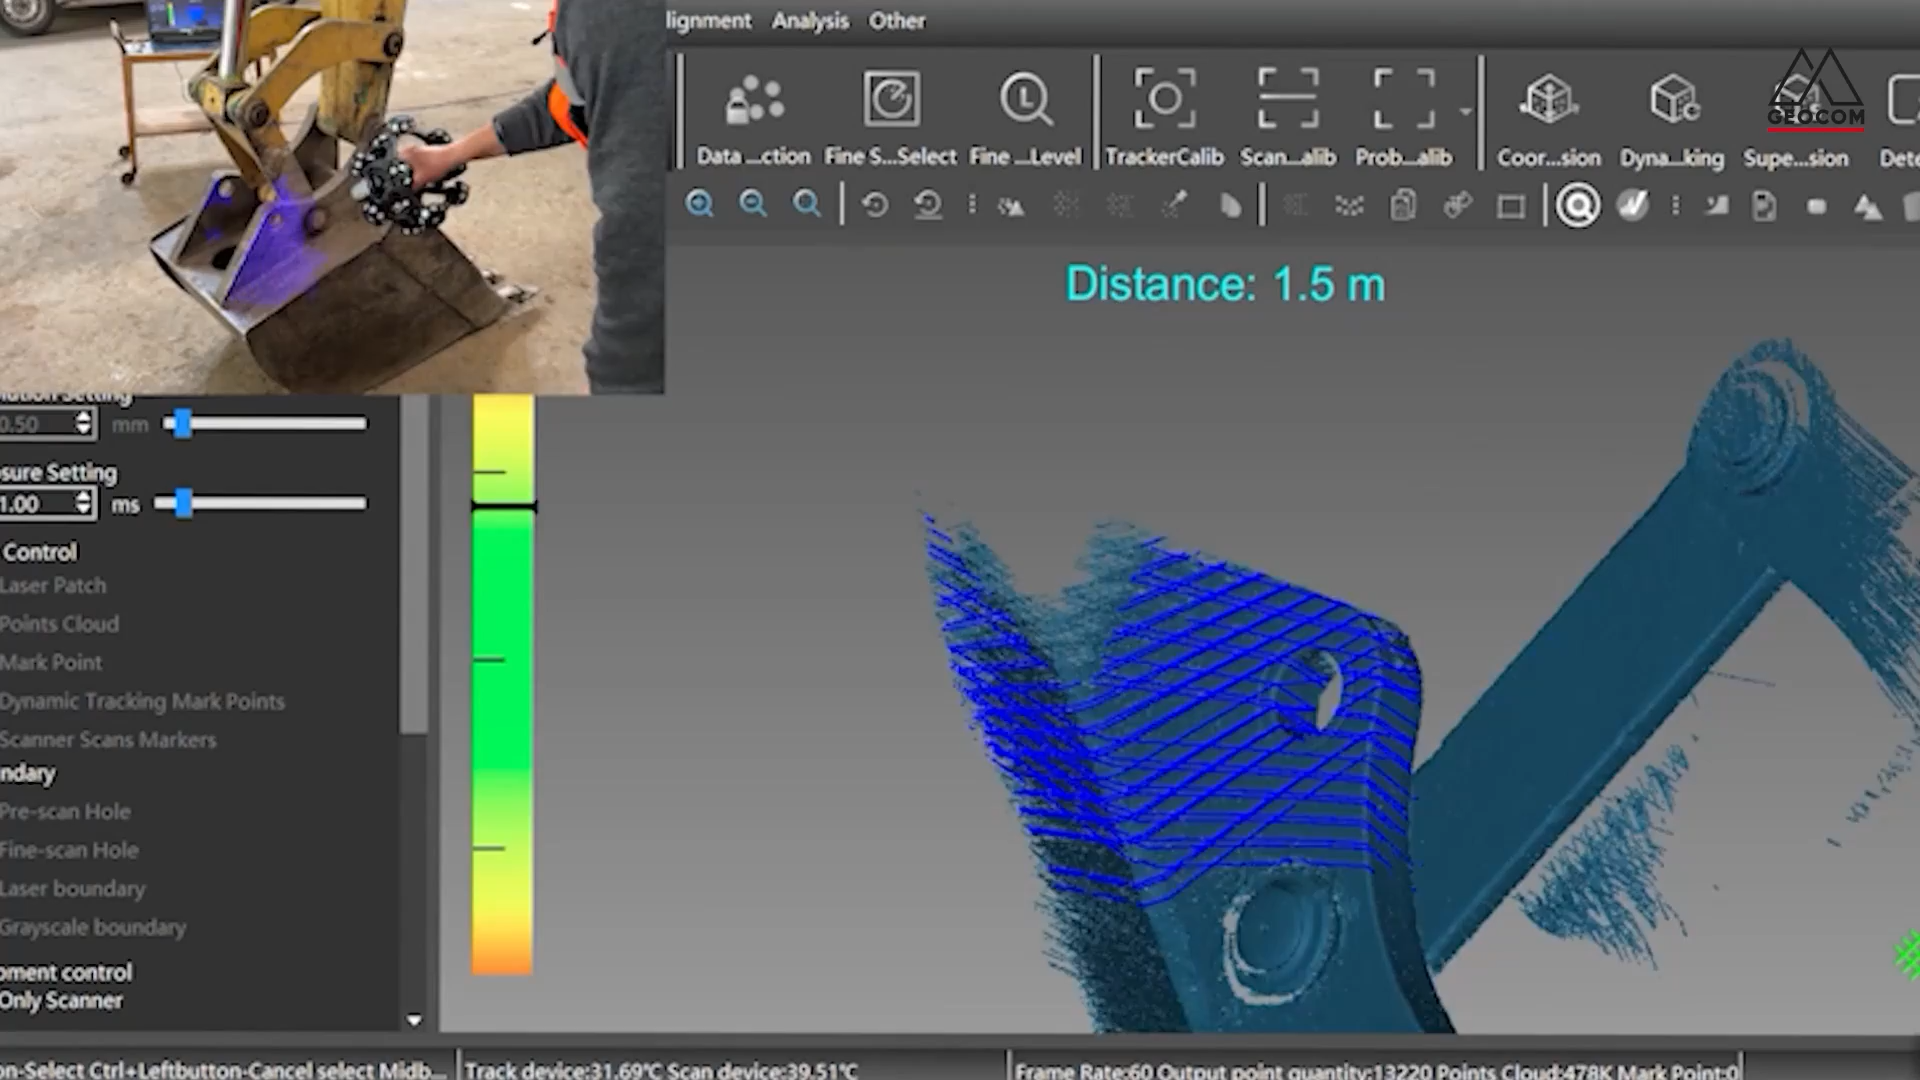 lignment Analysis Other
GEOCOM
Data ...ction Fine S...Select Fine ...Level TrackerCalib Scan...alib Prob...alib Coor...sion Dyna...king Supe...sion Dete
Distance: 1.5 m
lution Setting
0.50 mm
sure Setting
1.00 ms
Control
Laser Patch
Points Cloud
Mark Point
Dynamic Tracking Mark Points
Scanner Scans Markers
ndary
Pre-scan Hole
Fine-scan Hole
Laser boundary
Grayscale boundary
pment control
Only Scanner
on-Select Ctrl+Leftbutton-Cancel select Midb... Track device:31.69℃ Scan device:39.51℃ Frame Rate:60 Output point quantity:13220 Points Cloud:478K Mark Point:0